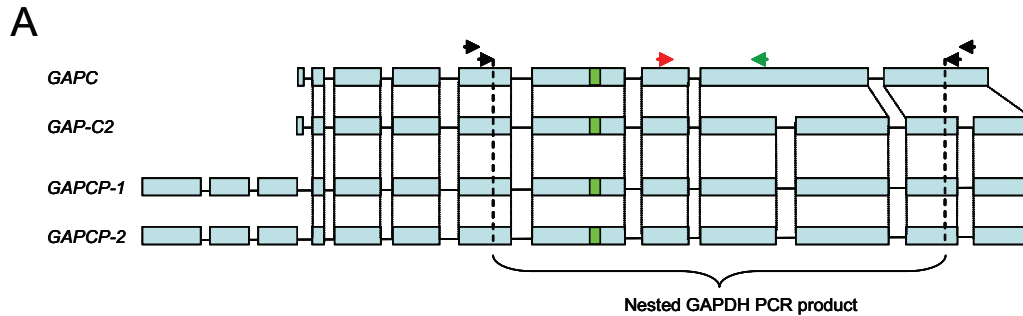 A
GAPC
GAP-C2
GAPCP-1
GAPCP-2
Nested GAPDH PCR product